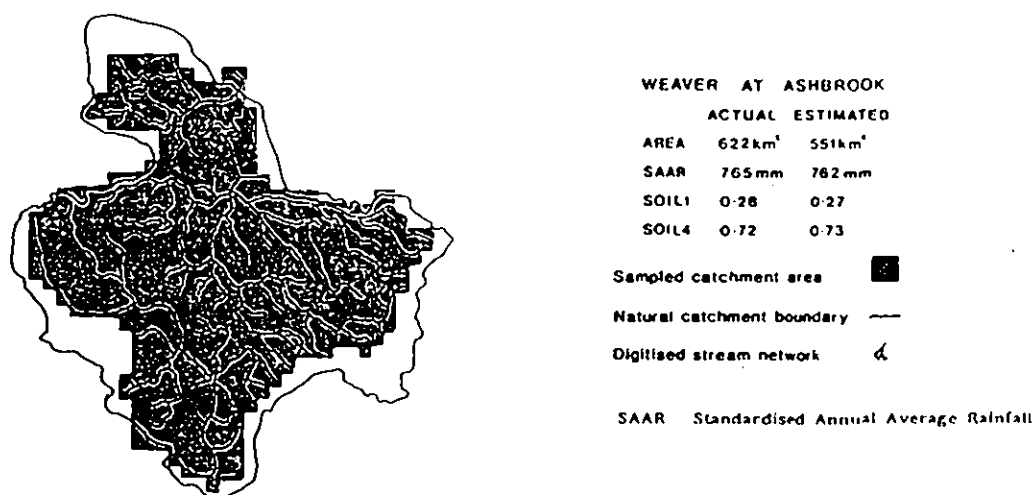 WEAVER AT ASHBROOK
ACTUAL ESTIMATED
AREA 622km² 551km²
SAAR 765mm 762mm
SOIL1 0·28 0·27
SOIL4 0·72 0·73
Sampled catchment area
Natural catchment boundary
Digitised stream network
SAAR Standardised Annual Average Rainfall